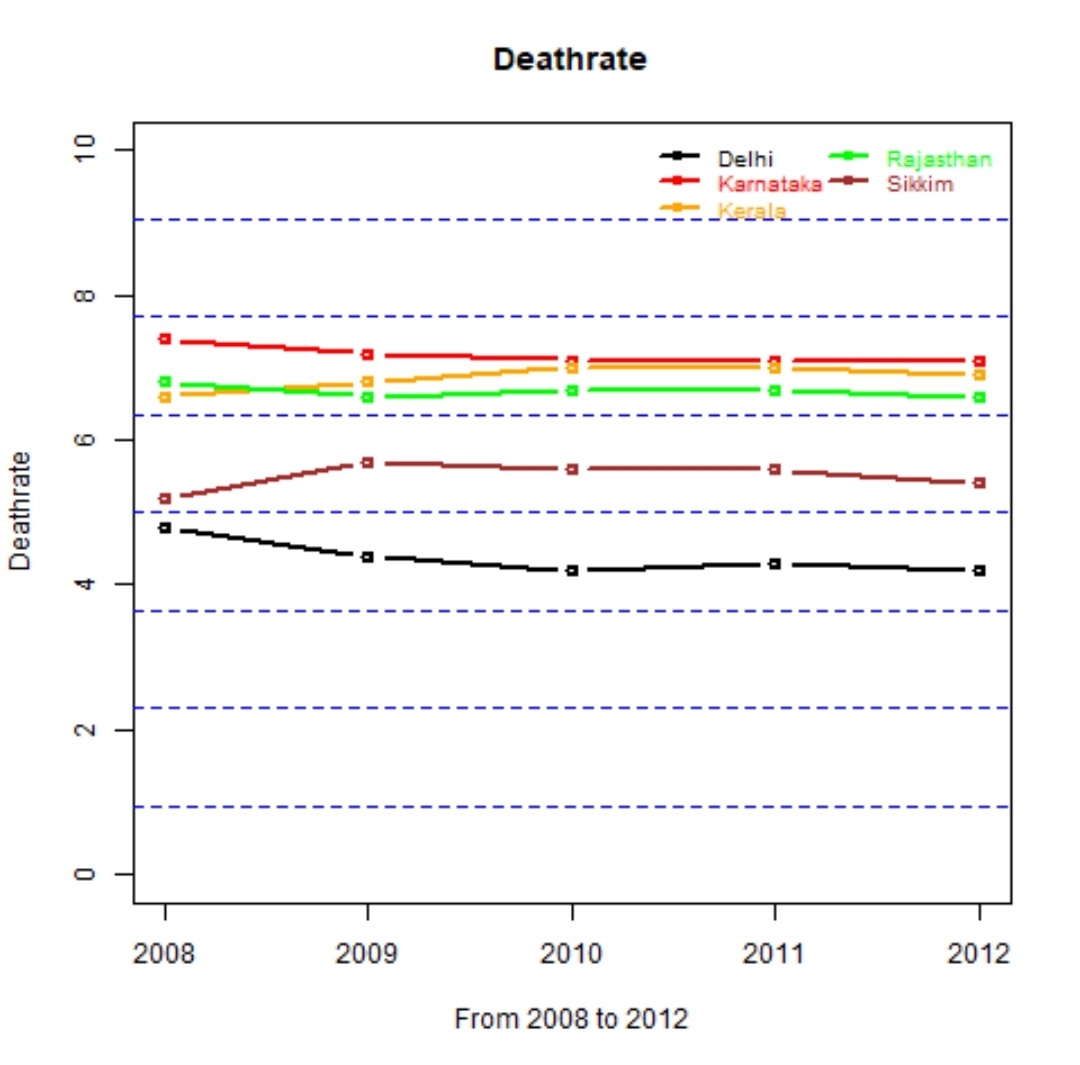 Deathrate
10
Delhi
Rajasthan
Karnataka
Sikkim
Kerala
8
6
Deathrate
4
2
0
2008 2009 2010 2011 2012
From 2008 to 2012